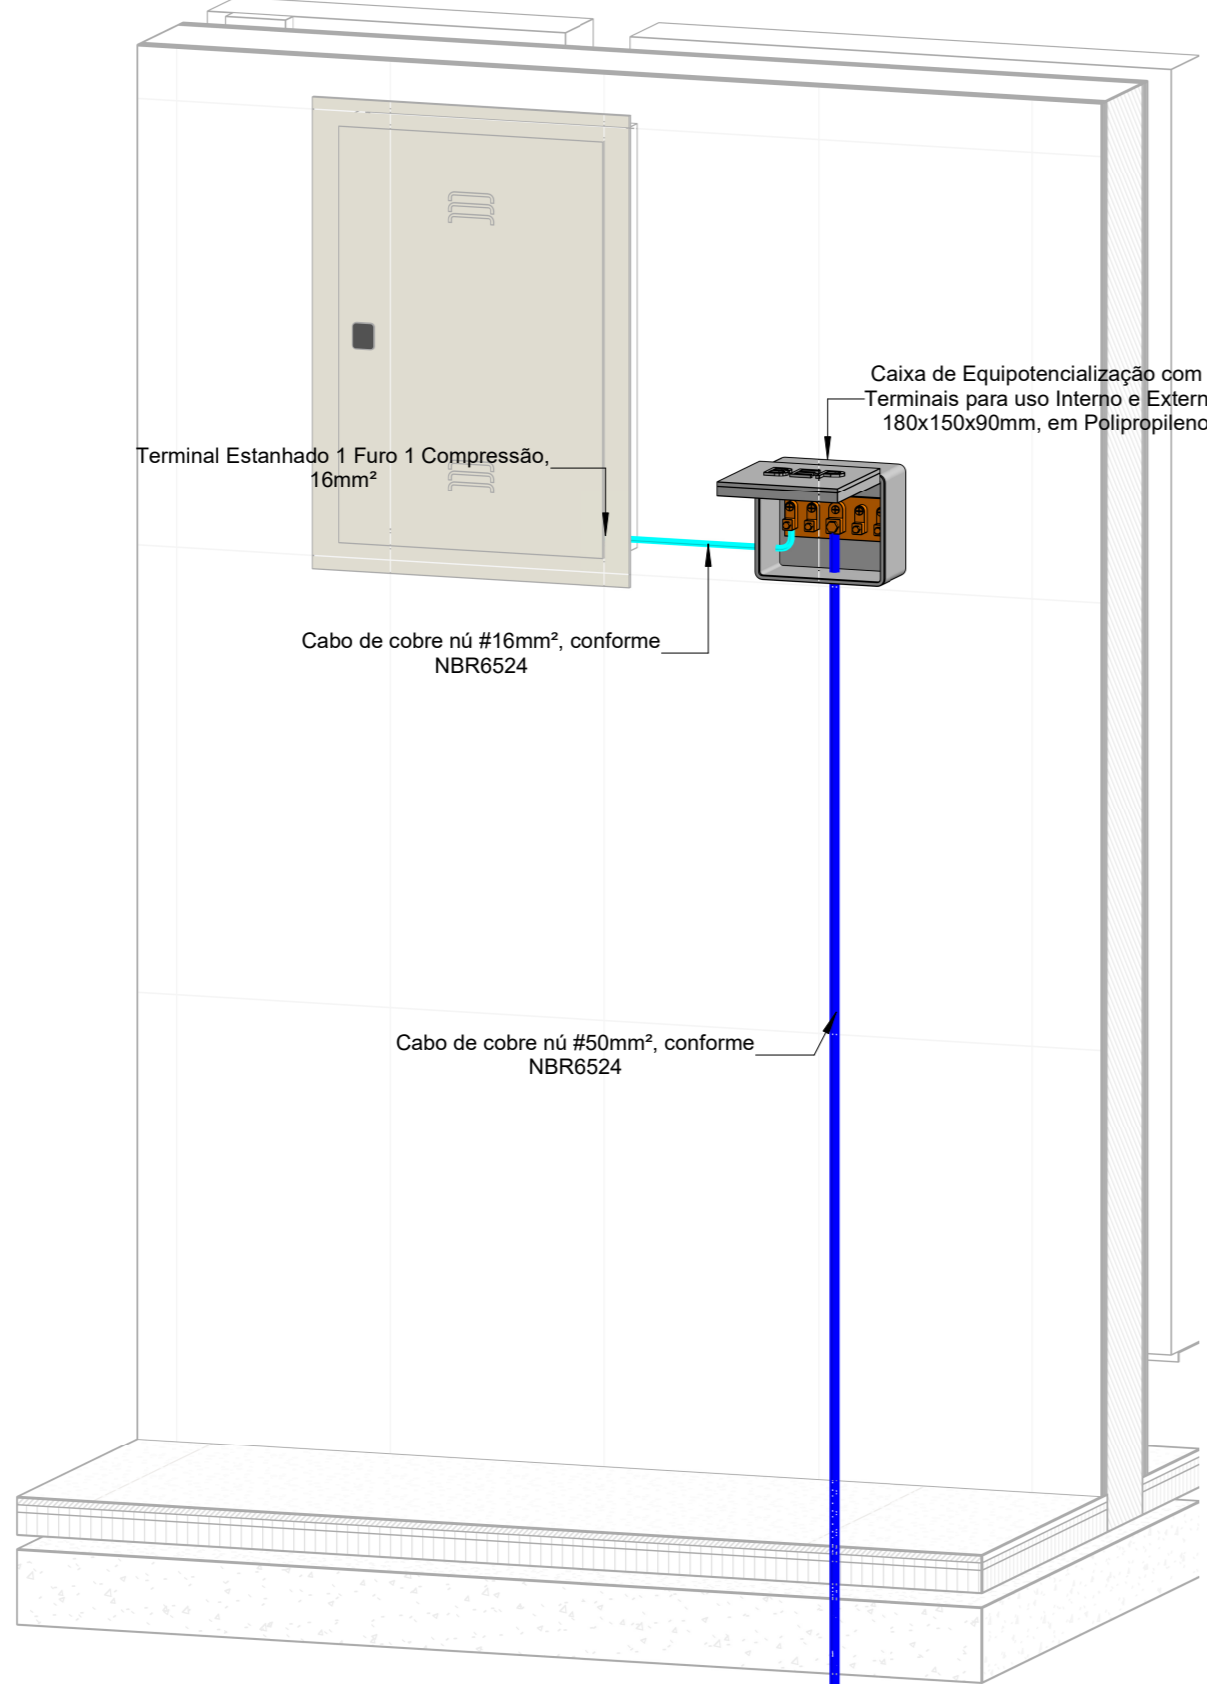 Caixa de Equipotencialização com
Terminais para uso Interno e Extern
180x150x90mm, em Polipropileno
Terminal Estanhado 1 Furo 1 Compressão,
16mm²
Cabo de cobre nú #16mm², conforme
NBR6524
Cabo de cobre nú #50mm², conforme
NBR6524